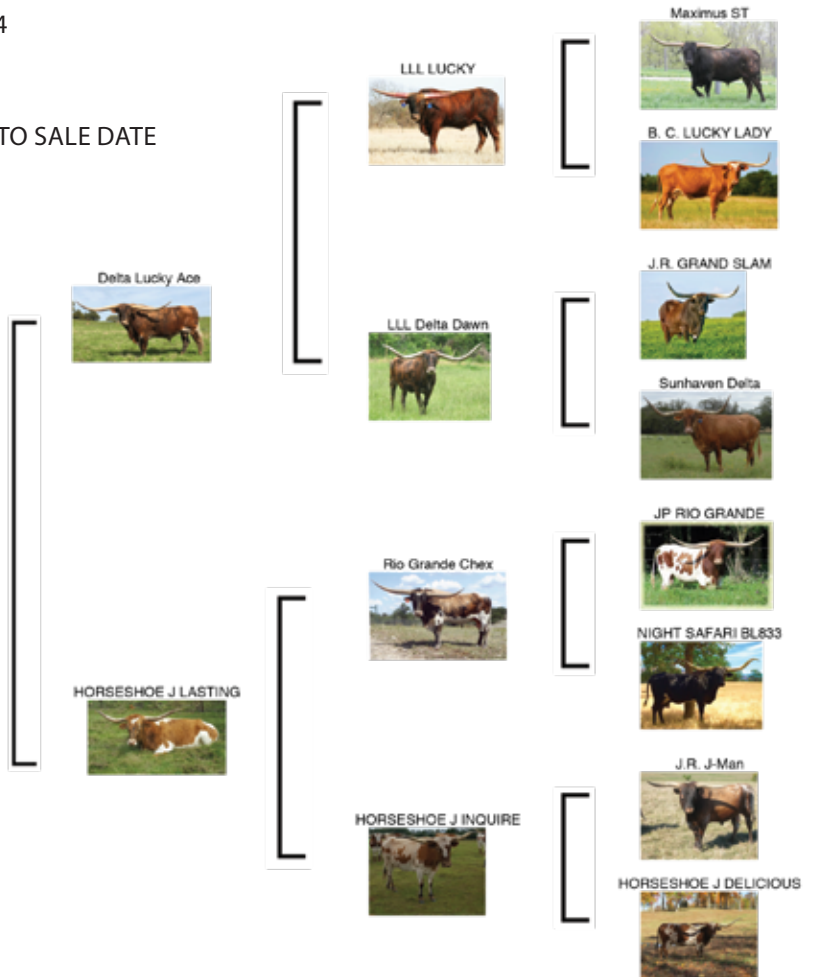 4
TO SALE DATE
Maximus ST
LLL LUCKY
B. C. LUCKY LADY
Delta Lucky Ace
J.R. GRAND SLAM
LLL Delta Dawn
Sunhaven Delta
JP RIO GRANDE
Rio Grande Chex
NIGHT SAFARI BL833
HORSESHOE J LASTING
J.R. J-Man
HORSESHOE J INQUIRE
HORSESHOE J DELICIOUS